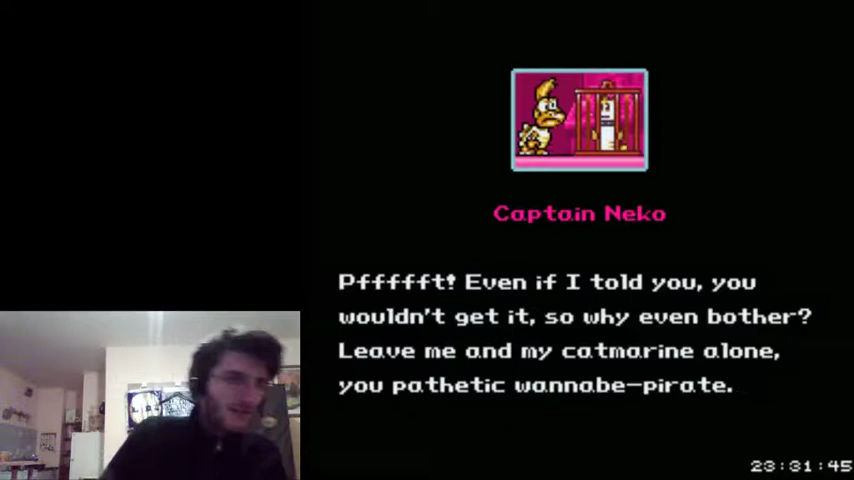 Captain Neko
Pffffft! Even if I told you, you
wouldn't get it, so why even bother?
Leave me and my catmarine alone,
you pathetic wannabe-pirate.
23:31:45